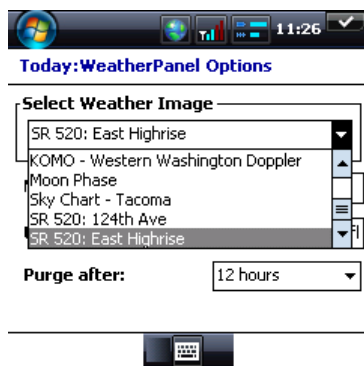 11:26
Today:WeatherPanel Options
Select Weather Image
SR 520: East Highrise
KOMO - Western Washington Doppler
Moon Phase
Sky Chart - Tacoma
SR 520: 124th Ave
SR 520: East Highrise
Purge after:
12 hours